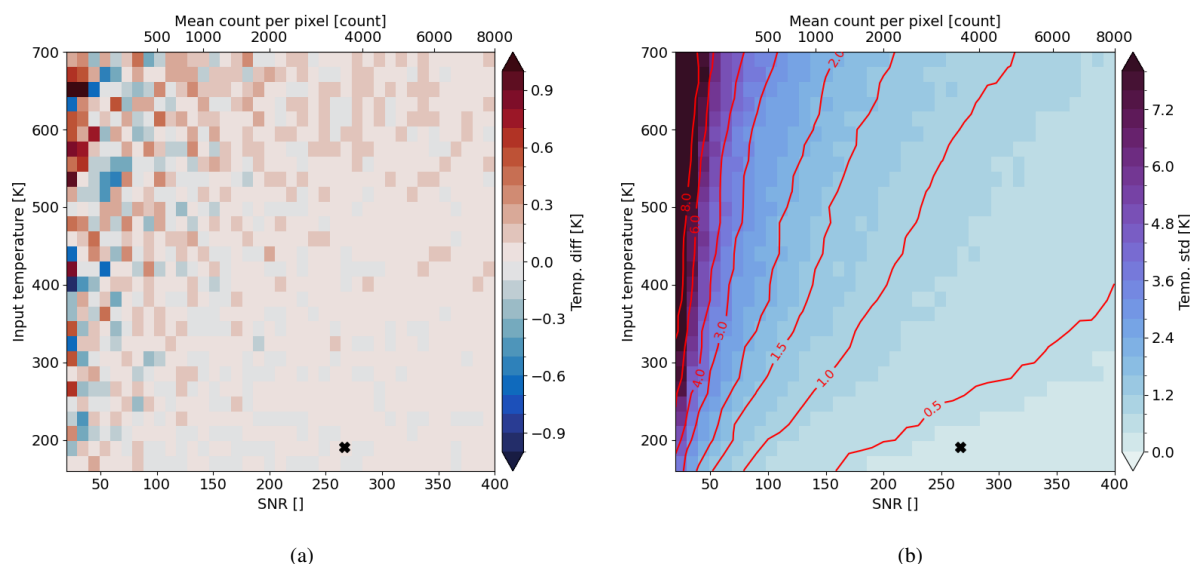 Mean count per pixel [count]
500 1000 2000 4000 6000 8000
700
600
500
400
300
200
Input temperature [K]
50 100 150 200 250 300 350 400
SNR []
0.9
0.6
0.3
0.0
−0.3
−0.6
−0.9
Temp. diff [K]
(a)
Mean count per pixel [count]
500 1000 2000 4000 6000 8000
700
600
500
400
300
200
Input temperature [K]
8.0
6.0
4.0
3.0
2.0
1.5
1.0
0.5
50 100 150 200 250 300 350 400
SNR []
7.2
6.0
4.8
3.6
2.4
1.2
0.0
Temp. std [K]
(b)